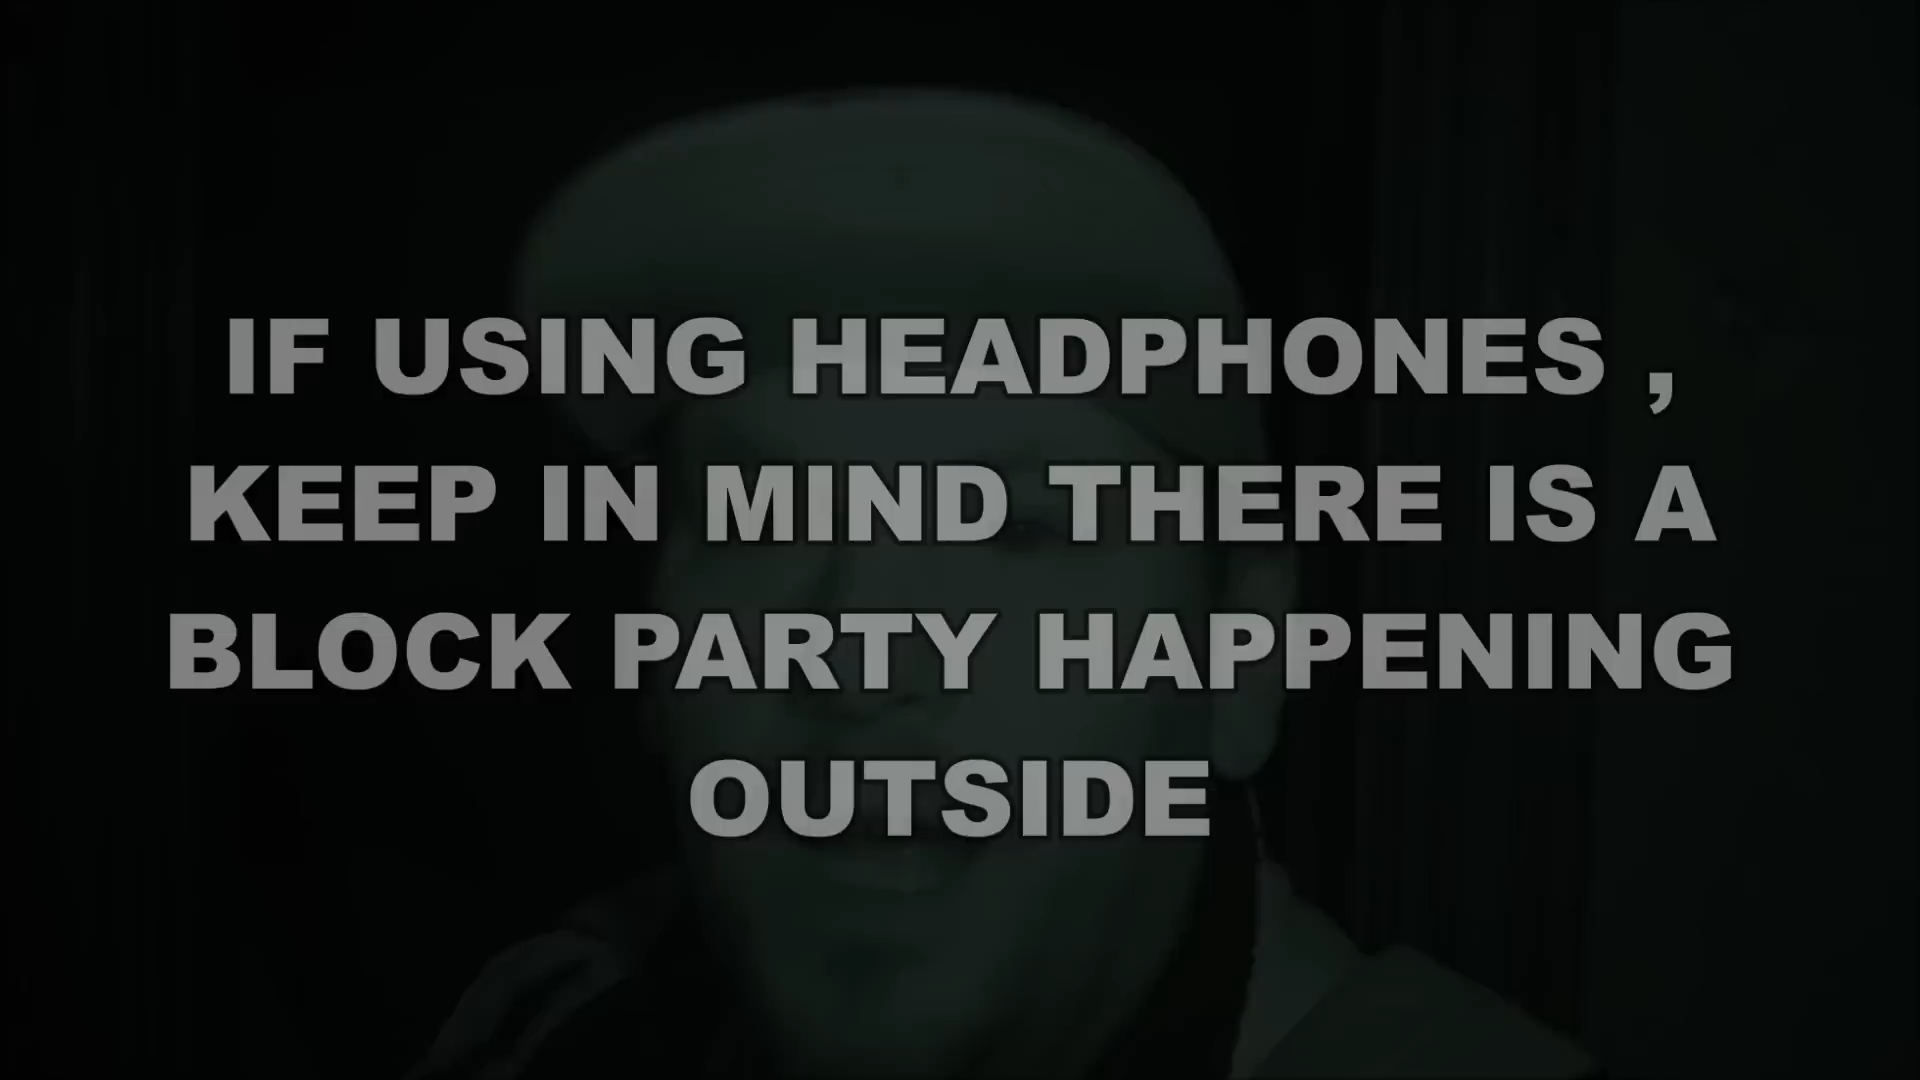 IF USING HEADPHONES ,
KEEP IN MIND THERE IS A
BLOCK PARTY HAPPENING
OUTSIDE